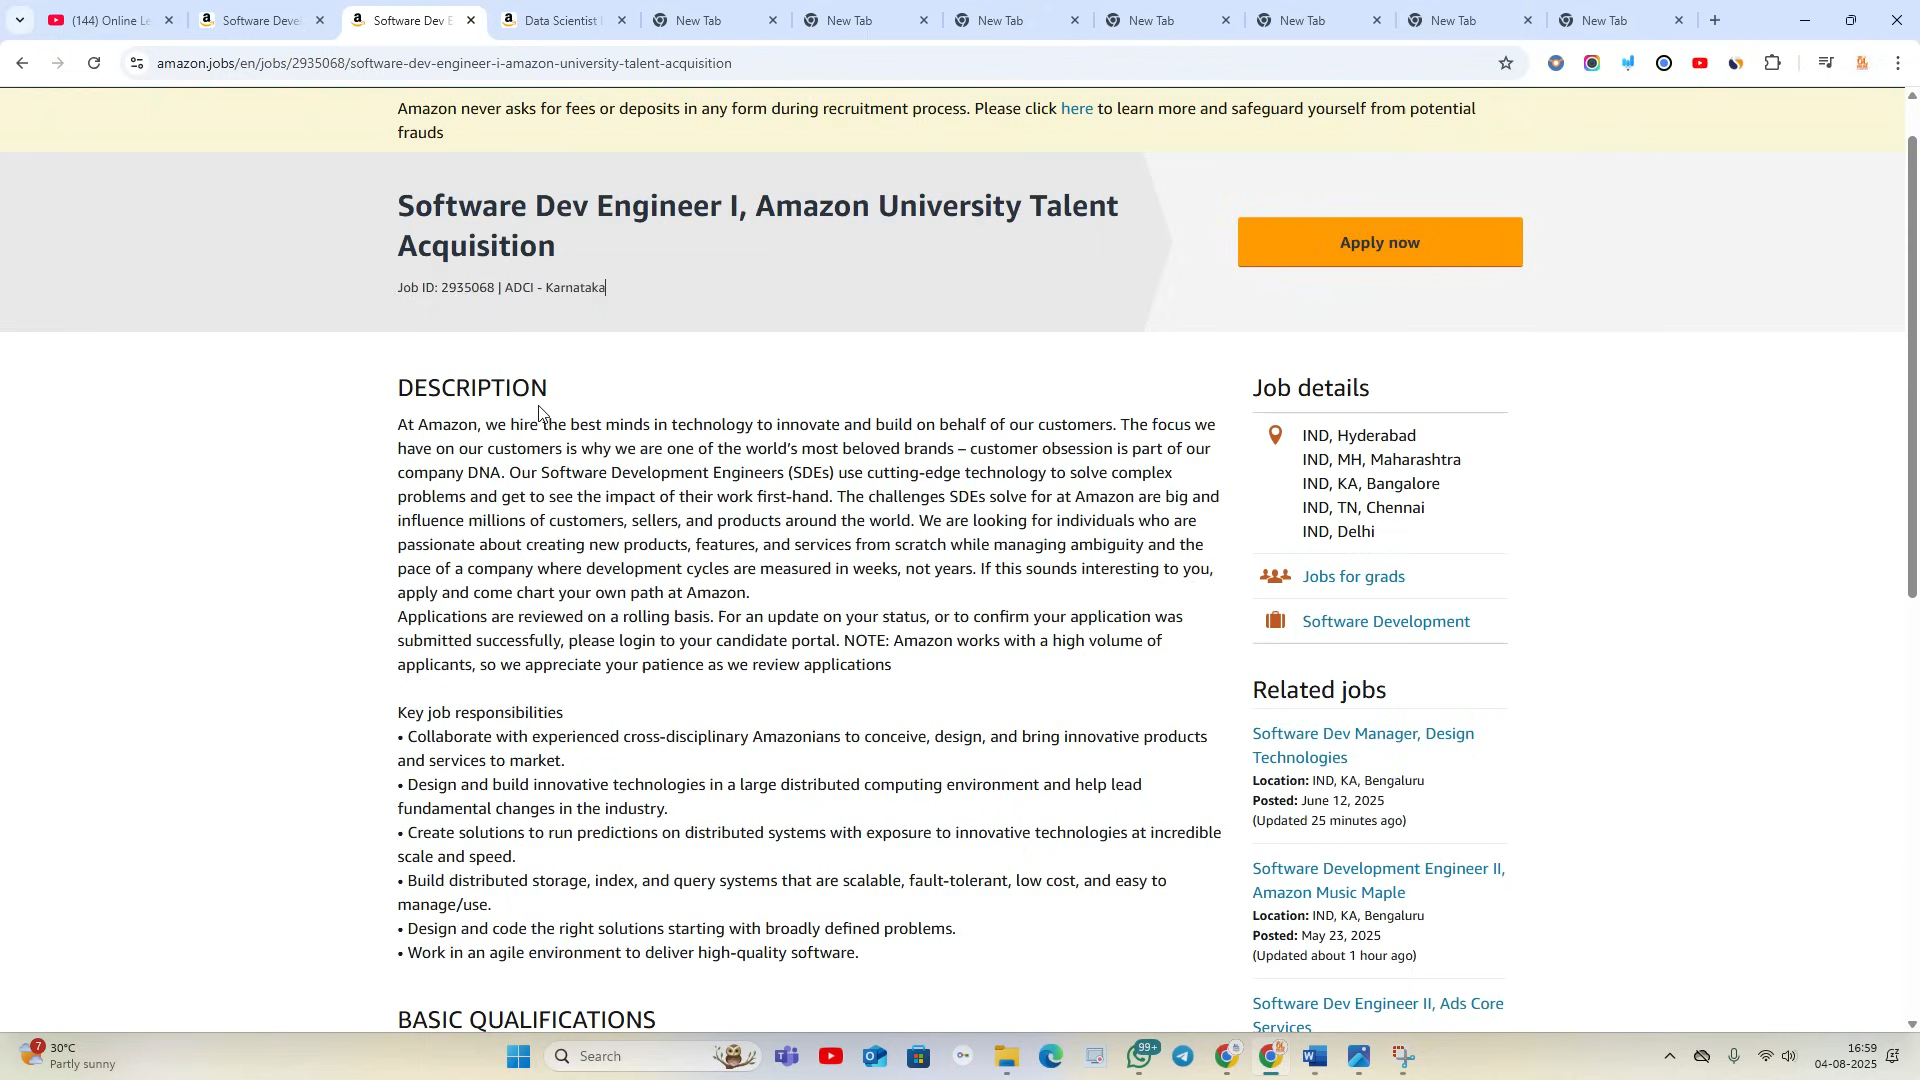 (144) Online Le
Software Deve
Software Dev E
Data Scientist
New Tab
New Tab
New Tab
New Tab
New Tab
New Tab
New Tab
amazon.jobs/en/jobs/2935068/software-dev-engineer-i-amazon-university-talent-acquisition
Amazon never asks for fees or deposits in any form during recruitment process. Please click here to learn more and safeguard yourself from potential
frauds
Software Dev Engineer I, Amazon University Talent
Acquisition
Job ID: 2935068 | ADCI - Karnataka
Apply now
DESCRIPTION
At Amazon, we hire the best minds in technology to innovate and build on behalf of our customers. The focus we
have on our customers is why we are one of the world's most beloved brands – customer obsession is part of our
company DNA. Our Software Development Engineers (SDEs) use cutting-edge technology to solve complex
problems and get to see the impact of their work first-hand. The challenges SDEs solve for at Amazon are big and
influence millions of customers, sellers, and products around the world. We are looking for individuals who are
passionate about creating new products, features, and services from scratch while managing ambiguity and the
pace of a company where development cycles are measured in weeks, not years. If this sounds interesting to you,
apply and come chart your own path at Amazon.
Applications are reviewed on a rolling basis. For an update on your status, or to confirm your application was
submitted successfully, please login to your candidate portal. NOTE: Amazon works with a high volume of
applicants, so we appreciate your patience as we review applications
Key job responsibilities
• Collaborate with experienced cross-disciplinary Amazonians to conceive, design, and bring innovative products
and services to market.
• Design and build innovative technologies in a large distributed computing environment and help lead
fundamental changes in the industry.
• Create solutions to run predictions on distributed systems with exposure to innovative technologies at incredible
scale and speed.
• Build distributed storage, index, and query systems that are scalable, fault-tolerant, low cost, and easy to
manage/use.
• Design and code the right solutions starting with broadly defined problems.
• Work in an agile environment to deliver high-quality software.
BASIC QUALIFICATIONS
Job details
IND, Hyderabad
IND, MH, Maharashtra
IND, KA, Bangalore
IND, TN, Chennai
IND, Delhi
Jobs for grads
Software Development
Related jobs
Software Dev Manager, Design
Technologies
Location: IND, KA, Bengaluru
Posted: June 12, 2025
(Updated 25 minutes ago)
Software Development Engineer II,
Amazon Music Maple
Location: IND, KA, Bengaluru
Posted: May 23, 2025
(Updated about 1 hour ago)
Software Dev Engineer II, Ads Core
Services
7
30°C
Partly sunny
Search
99+
16:59
04-08-2025